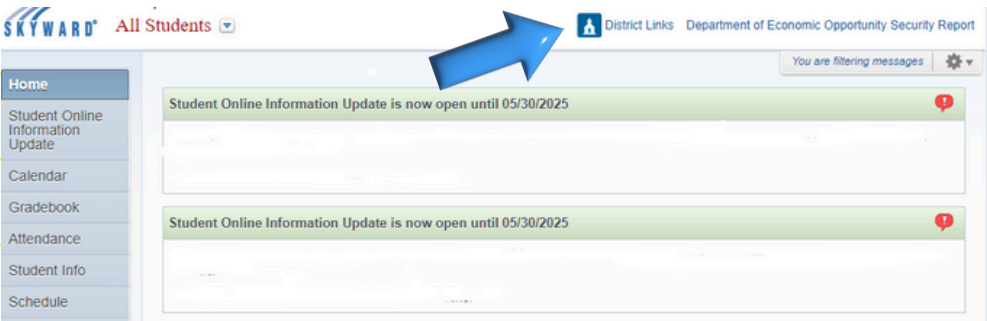 SKYWARD® All Students District Links Department of Economic Opportunity Security Report
You are filtering messages
Home
Student Online Information Update is now open until 05/30/2025
Student Online
Information
Update
Calendar
Gradebook
Student Online Information Update is now open until 05/30/2025
Attendance
Student Info
Schedule